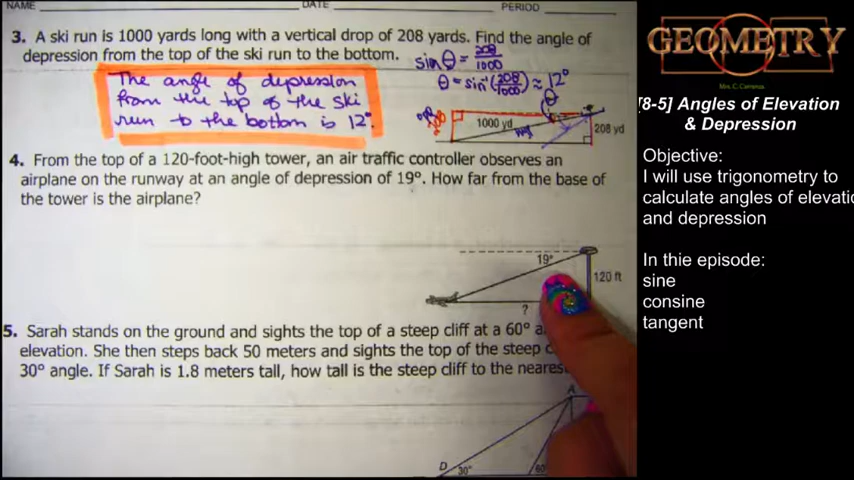 NAME DATE PERIOD
3. A ski run is 1000 yards long with a vertical drop of 208 yards. Find the angle of
depression from the top of the ski run to the bottom.
sin θ = 208/1000
θ = sin⁻¹(208/1000) ≈ 12°
The angle of depression
from the top of the ski
run to the bottom is 12°.
θ
opp
1000 yd
hyp
208 yd
4. From the top of a 120-foot-high tower, an air traffic controller observes an
airplane on the runway at an angle of depression of 19°. How far from the base of
the tower is the airplane?
19°
120 ft
?
5. Sarah stands on the ground and sights the top of a steep cliff at a 60°
elevation. She then steps back 50 meters and sights the top of the steep
30° angle. If Sarah is 1.8 meters tall, how tall is the steep cliff to the nearest
A
D 30° 60
GEOMETRY
Mrs. C. Carreras
[8-5] Angles of Elevation
& Depression
Objective:
I will use trigonometry to
calculate angles of elevatio
and depression
In thie episode:
sine
consine
tangent